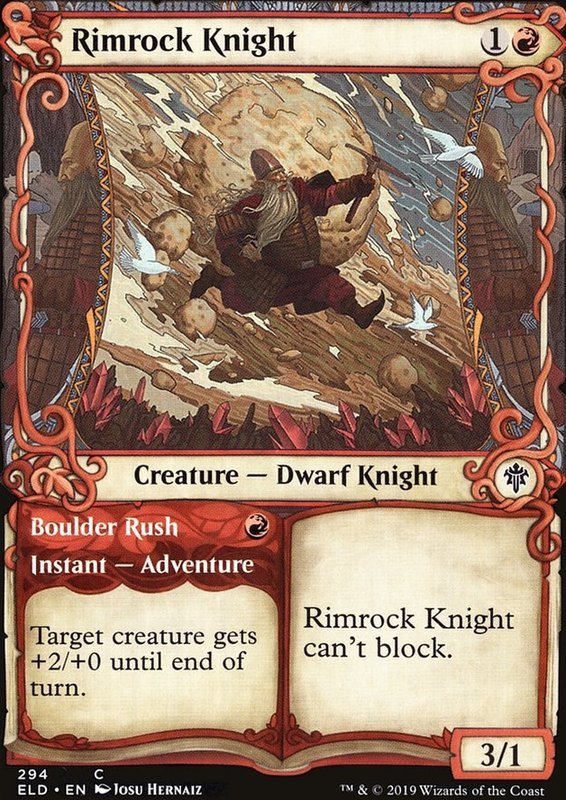 Rimrock Knight 1
Creature — Dwarf Knight
Boulder Rush
Instant — Adventure
Target creature gets
+2/+0 until end of
turn.
Rimrock Knight
can't block.
3/1
294 C
ELD • EN Josu Hernaiz
™ & © 2019 Wizards of the Coast